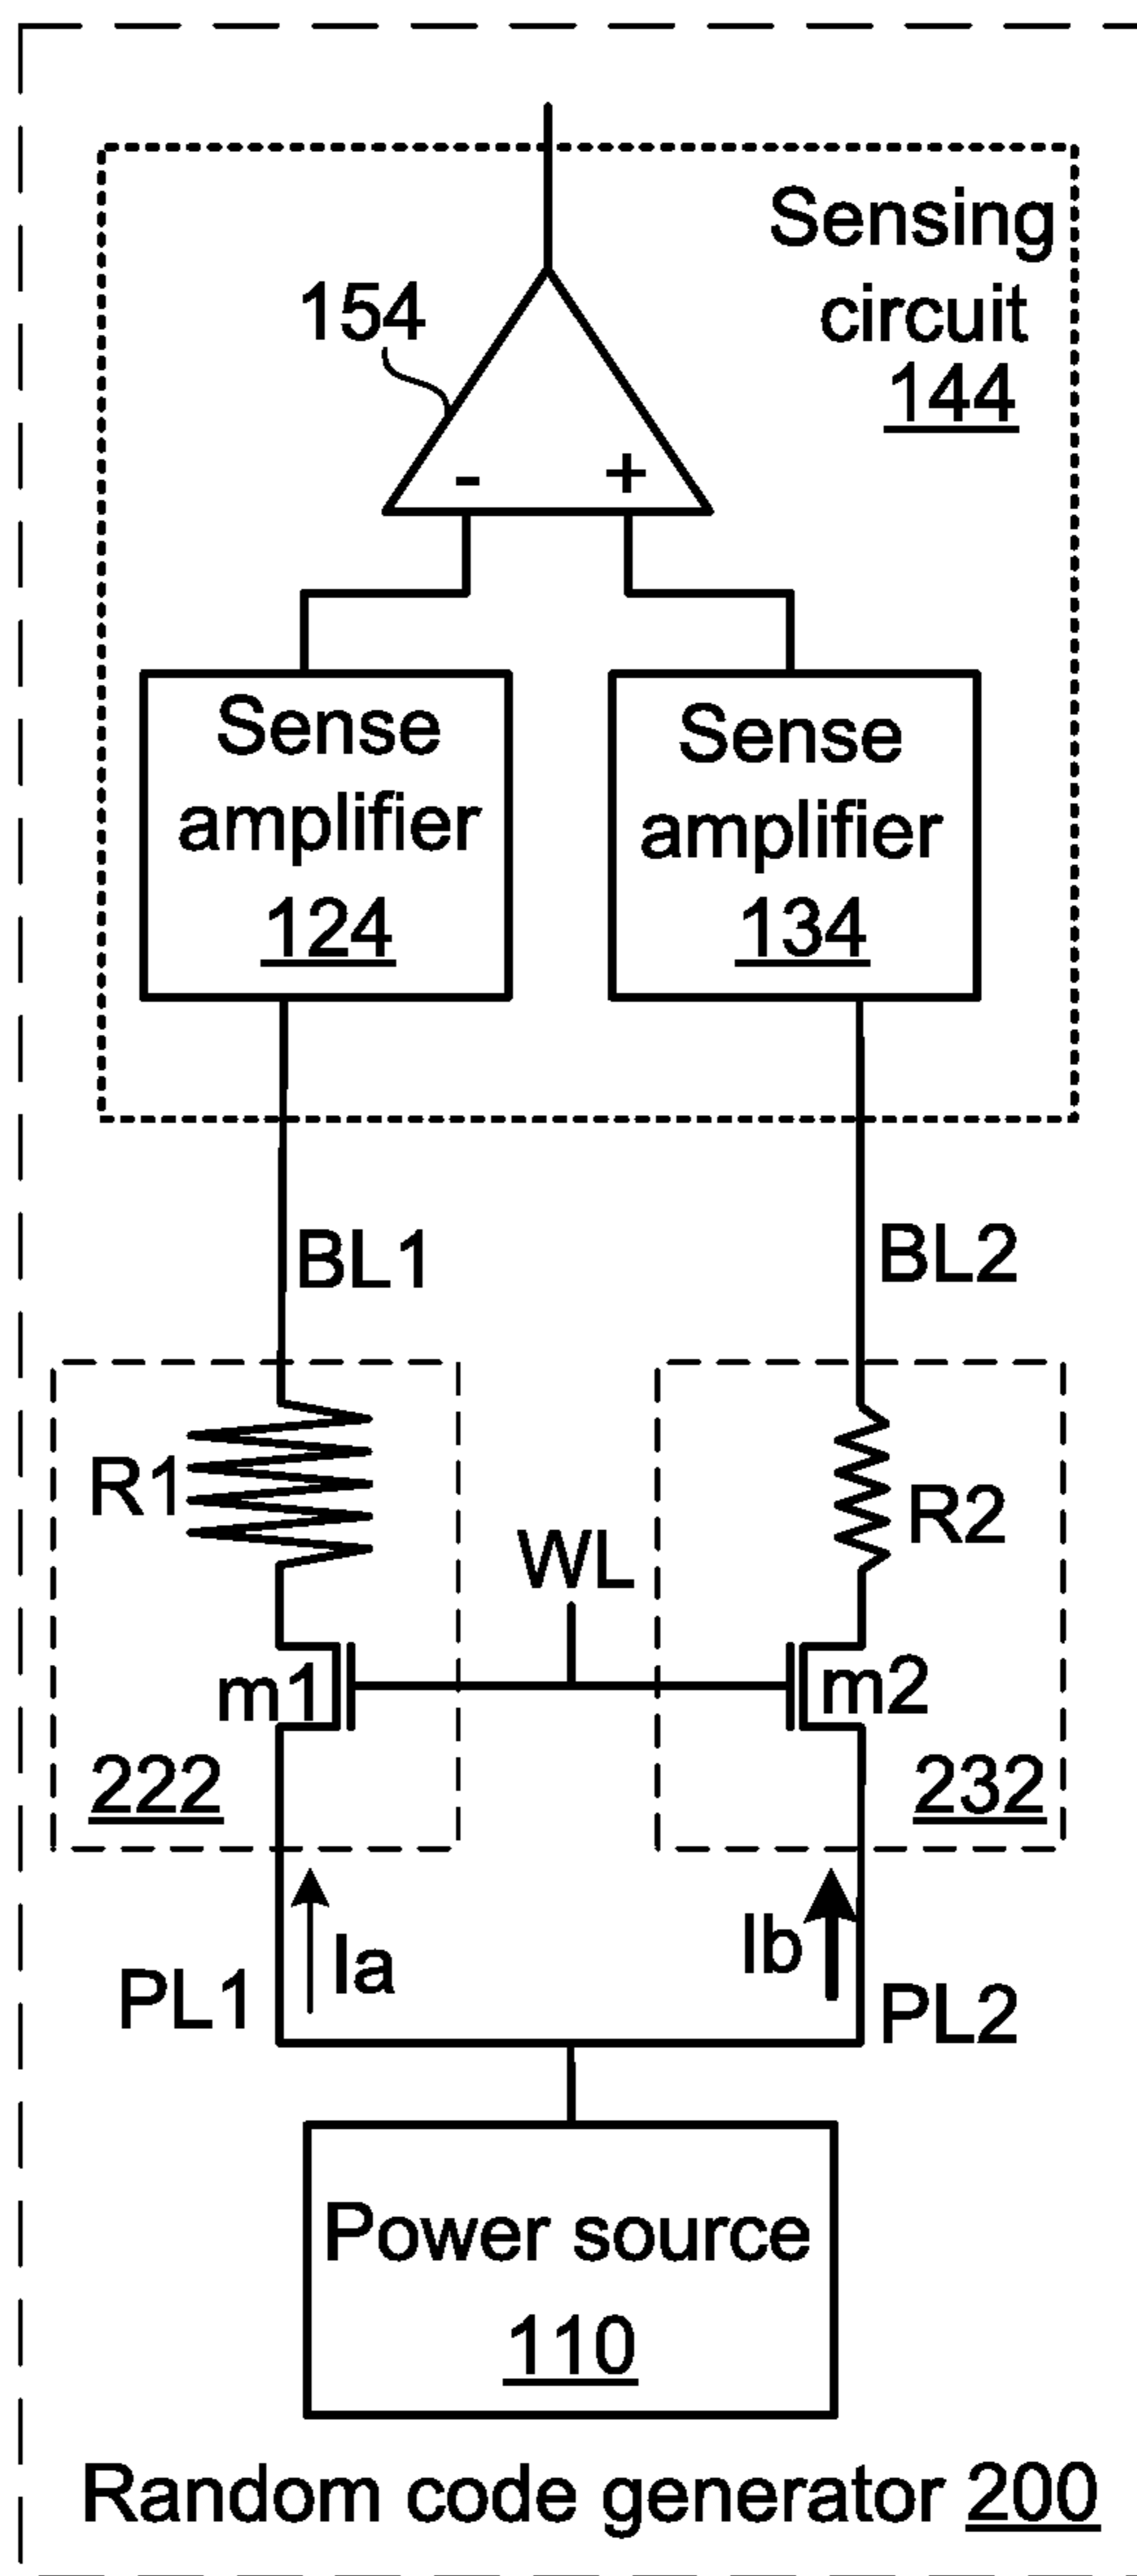 Sensing
circuit
144
154
- +
Sense
amplifier
124
Sense
amplifier
134
BL1
BL2
R1
R2
WL
m1
m2
222
232
Ia
Ib
PL1
PL2
Power source
110
Random code generator 200